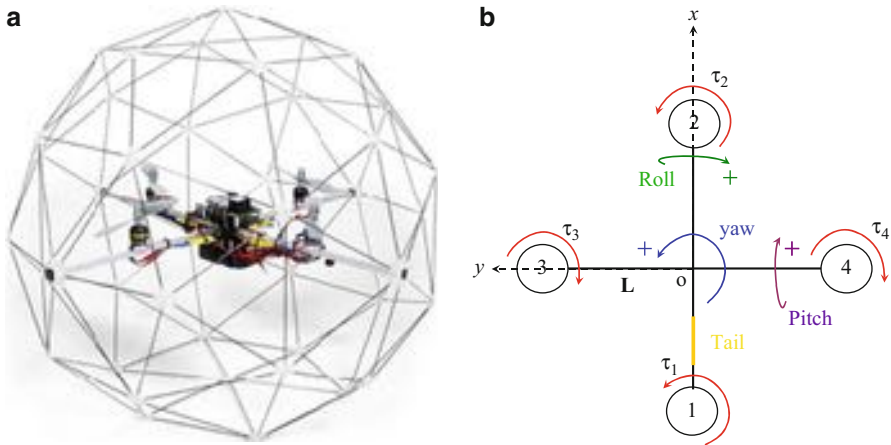 a
b
x
τ2
2
Roll
+
τ3
+
yaw
+
τ4
y
3
L
o
4
Pitch
Tail
τ1
1